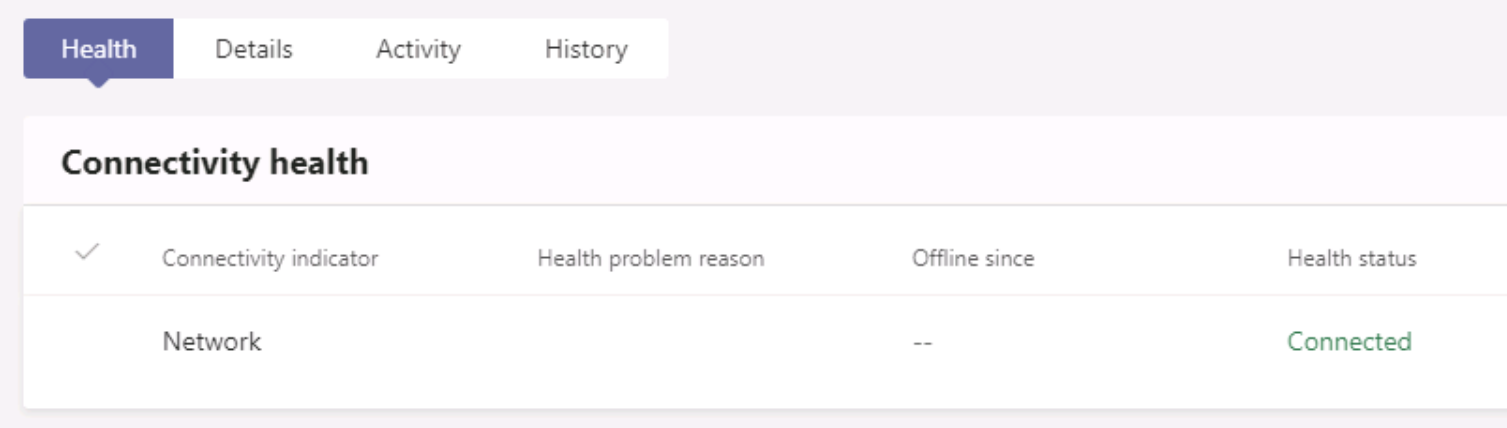 Health Details Activity History
Connectivity health
Connectivity indicator Health problem reason Offline since Health status
Network -- Connected